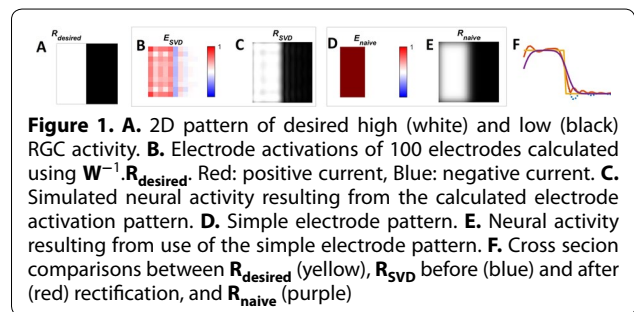 A R_desired B E_SVD 1 C R_SVD D E_naive 1 E R_naive F
Figure 1. A. 2D pattern of desired high (white) and low (black)
RGC activity. B. Electrode activations of 100 electrodes calculated
using W⁻¹.R_desired. Red: positive current, Blue: negative current. C.
Simulated neural activity resulting from the calculated electrode
activation pattern. D. Simple electrode pattern. E. Neural activity
resulting from use of the simple electrode pattern. F. Cross secion
comparisons between R_desired (yellow), R_SVD before (blue) and after
(red) rectification, and R_naive (purple)